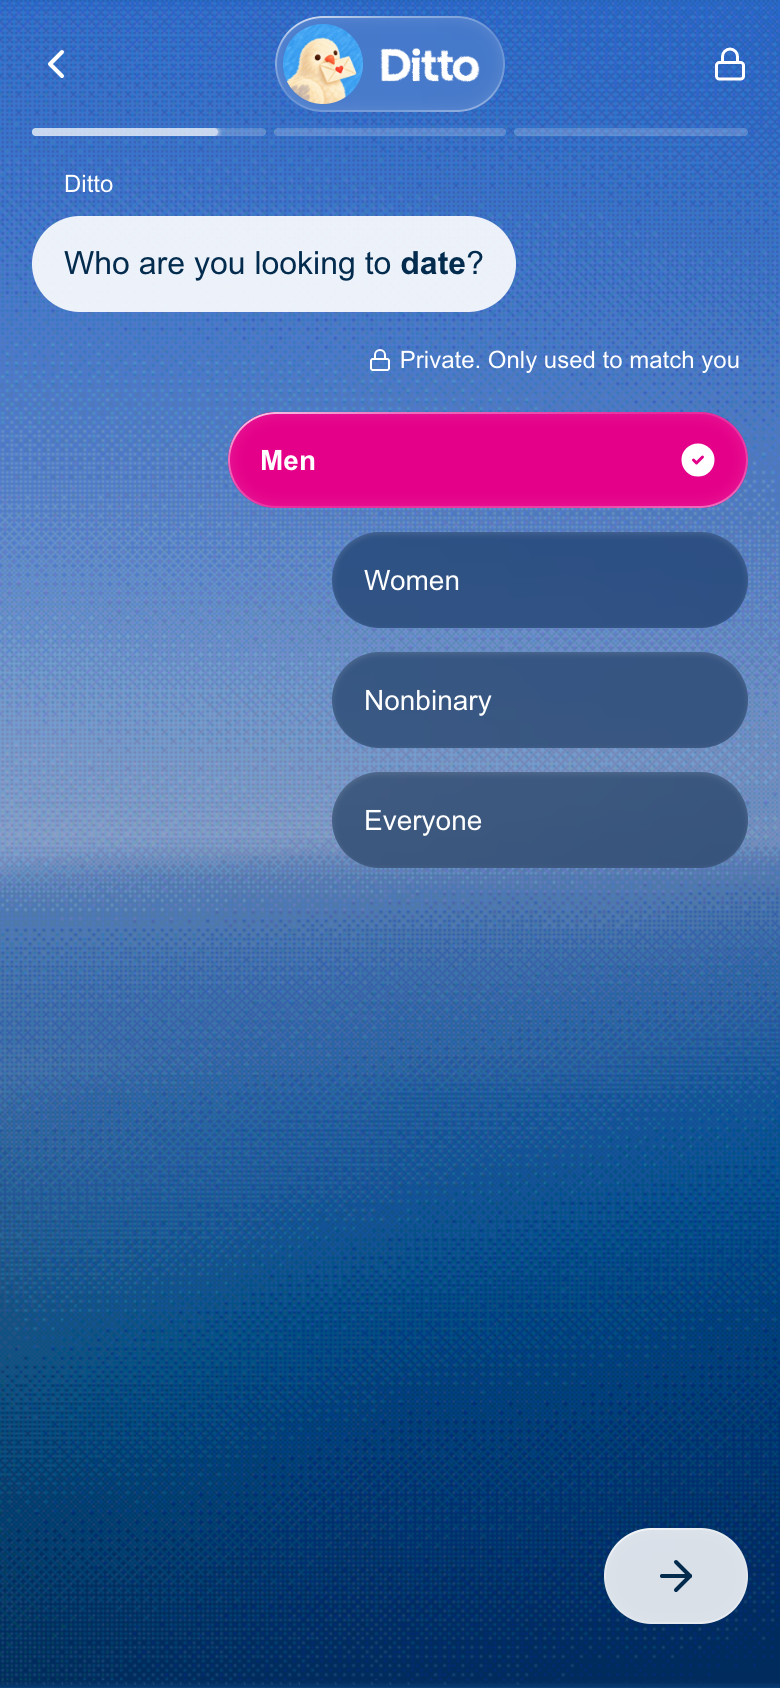 Ditto
Ditto
Who are you looking to date?
Private. Only used to match you
Men
Women
Nonbinary
Everyone